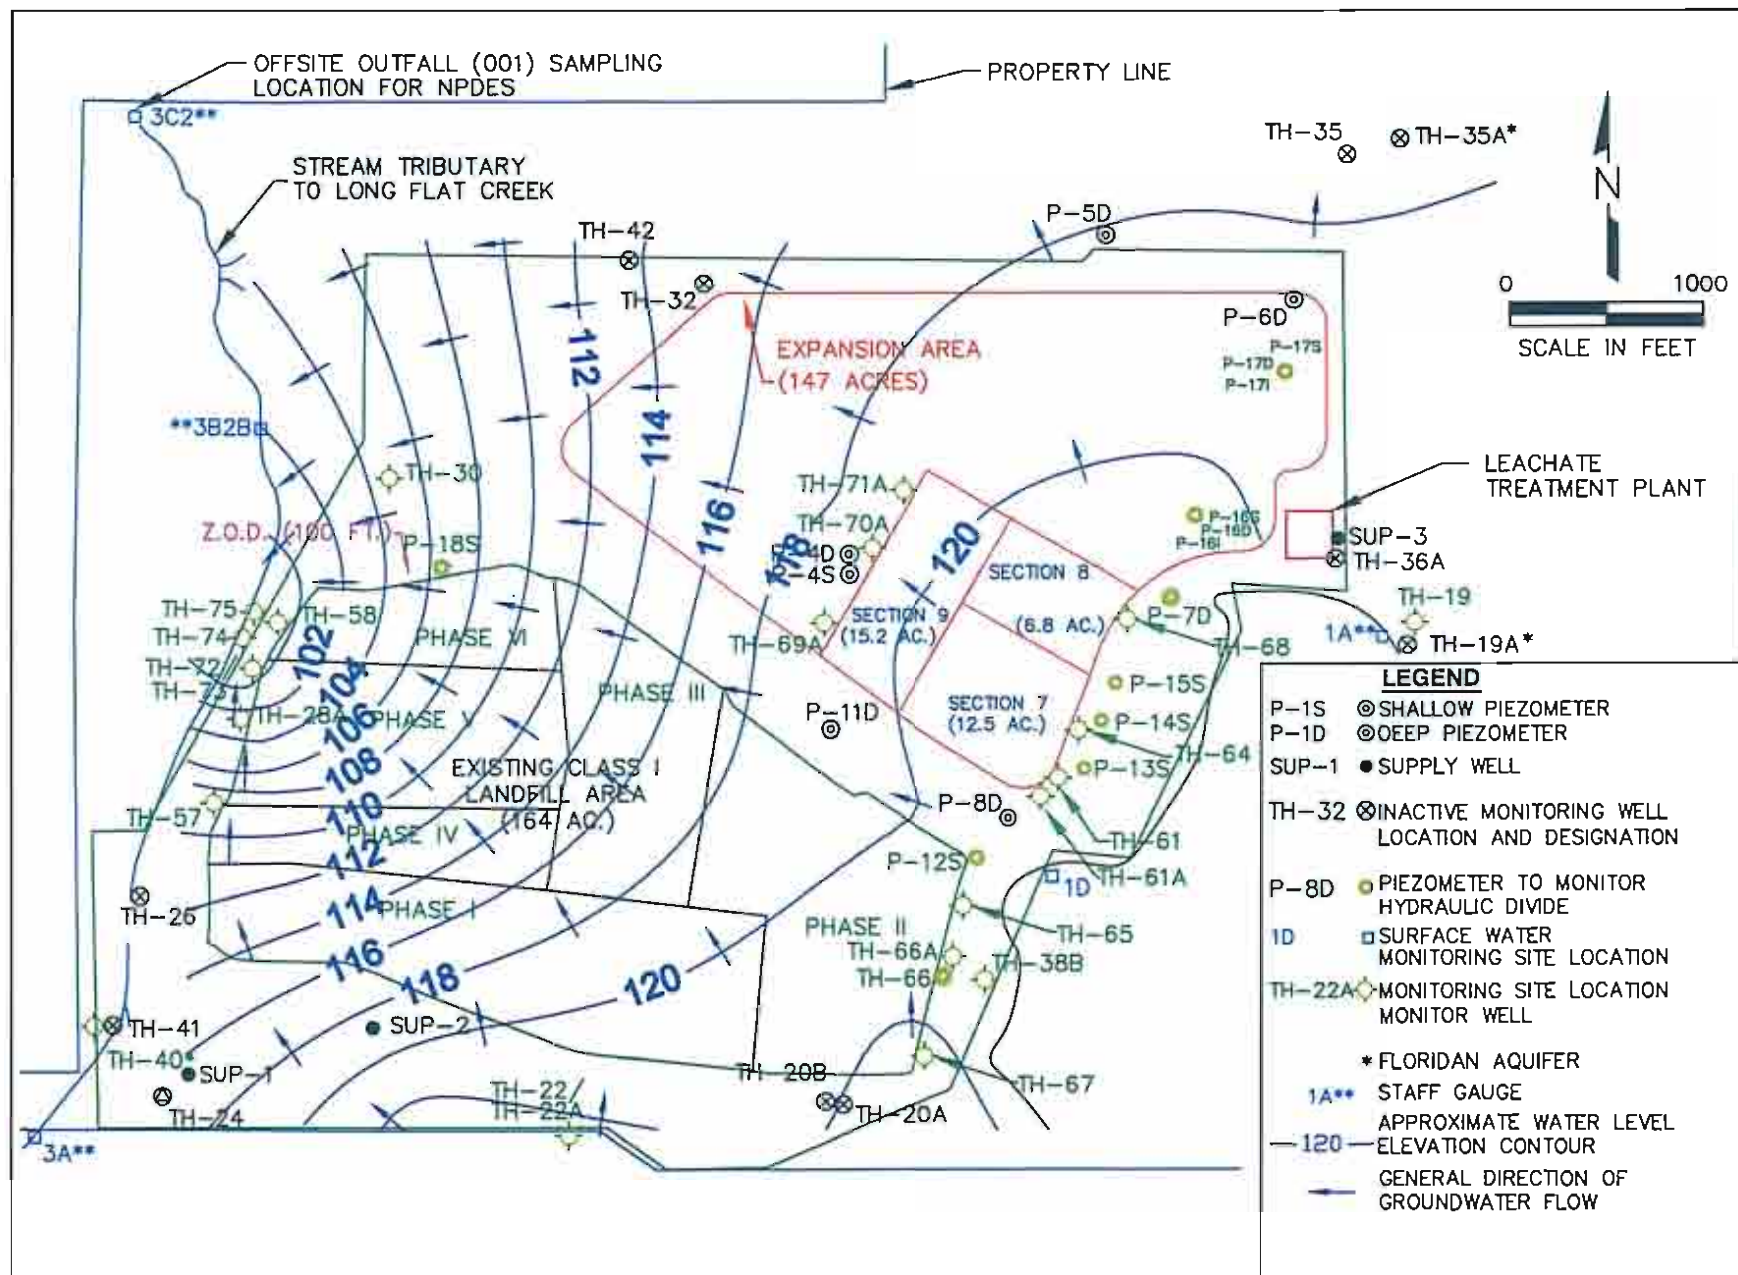 OFFSITE OUTFALL (001) SAMPLING
LOCATION FOR NPDES
PROPERTY LINE
3C2**
STREAM TRIBUTARY
TO LONG FLAT CREEK
TH-35
TH-35A*
N
P-5D
TH-42
TH-32
0 1000
SCALE IN FEET
P-6D
P-17S
P-17D
P-17I
EXPANSION AREA
(147 ACRES)
112
114
116
118
120
**3B2B
TH-30
Z.O.D. (100 FT.)
P-18S
TH-71A
TH-70A
P-4D
P-4S
TH-69A
LEACHATE
TREATMENT PLANT
P-16S
P-16D
P-16I
SUP-3
TH-36A
SECTION 8
(6.8 AC.)
SECTION 9
(15.2 AC.)
P-7D
TH-68
TH-19
1A**
TH-19A*
TH-75
TH-74
TH-72
TH-73
TH-58
TH-28A
102
104
106
108
110
112
114
116
118
120
PHASE VI
PHASE III
PHASE V
EXISTING CLASS I
LANDFILL AREA
(164 AC.)
PHASE IV
PHASE I
PHASE II
P-11D
SECTION 7
(12.5 AC.)
P-15S
P-14S
TH-64
P-13S
P-8D
TH-61
TH-61A
P-12S
1D
TH-57
TH-26
TH-65
TH-66A
TH-66
TH-38B
TH-41
TH-40*
SUP-1
SUP-2
TH-24
3A**
TH-22/
TH-22A
TH-20B
TH-20A
TH-67
LEGEND
P-1S SHALLOW PIEZOMETER
P-1D OEEP PIEZOMETER
SUP-1 SUPPLY WELL
TH-32 INACTIVE MONITORING WELL
LOCATION AND DESIGNATION
P-8D PIEZOMETER TO MONITOR
HYDRAULIC DIVIDE
1D SURFACE WATER
MONITORING SITE LOCATION
TH-22A MONITORING SITE LOCATION
MONITOR WELL
* FLORIDAN AQUIFER
1A** STAFF GAUGE
APPROXIMATE WATER LEVEL
120 ELEVATION CONTOUR
GENERAL DIRECTION OF
GROUNDWATER FLOW